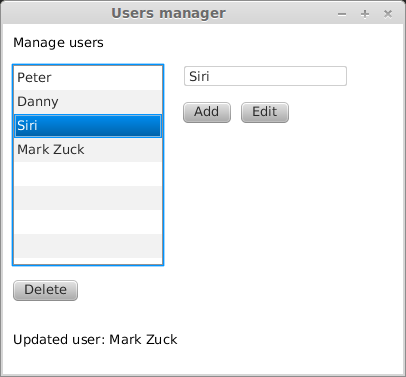 Users manager
Manage users
Peter
Danny
Siri
Mark Zuck
Siri
Add
Edit
Delete
Updated user: Mark Zuck